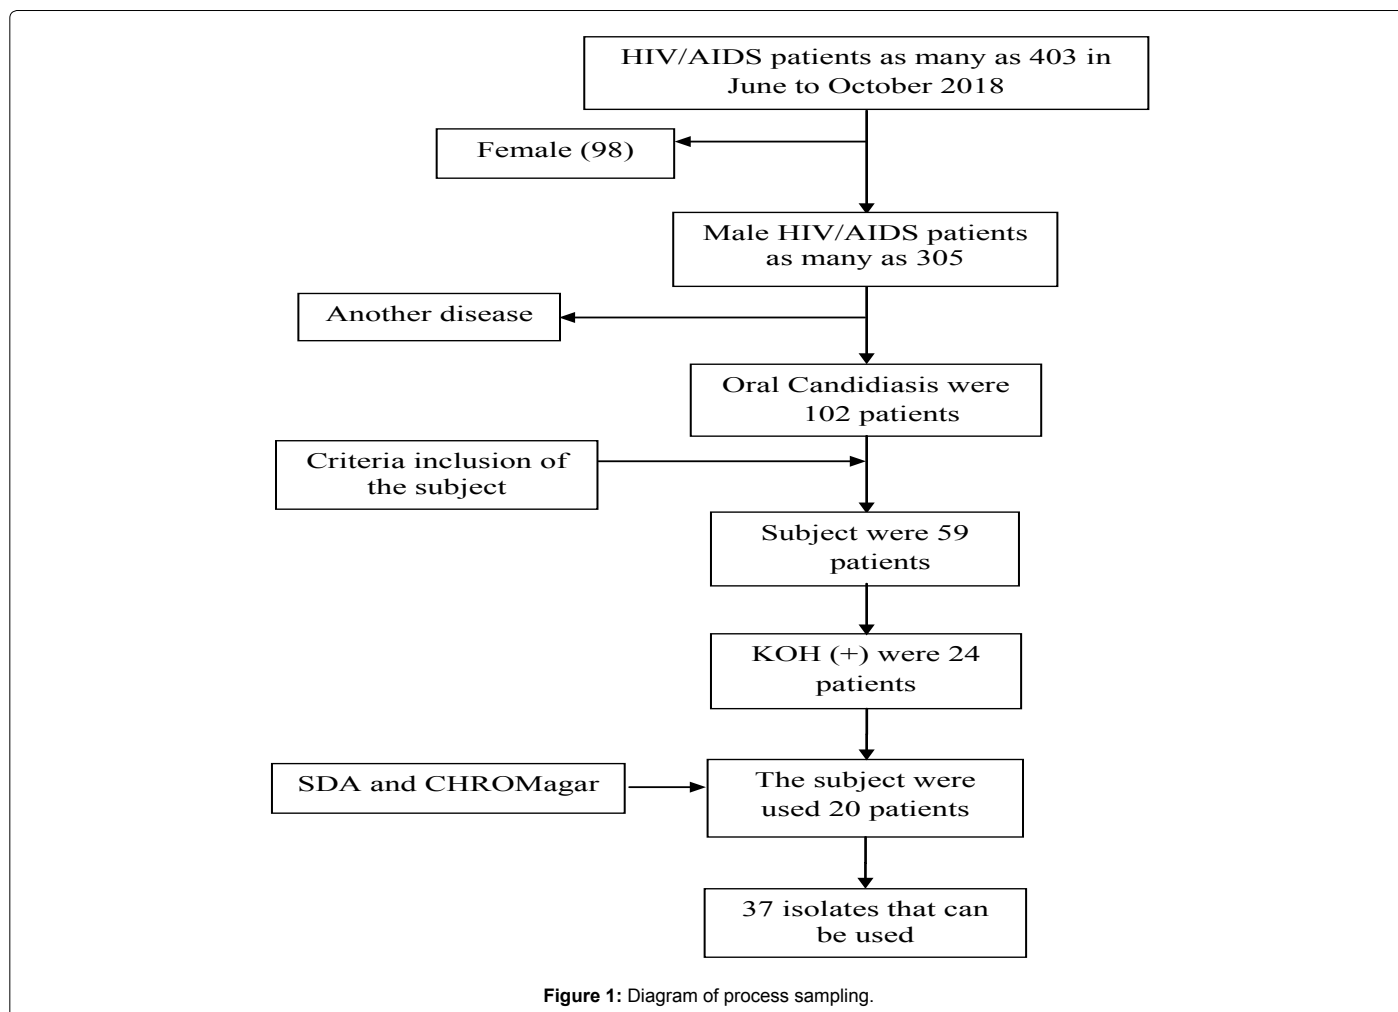 HIV/AIDS patients as many as 403 in
June to October 2018
Female (98)
Male HIV/AIDS patients
as many as 305
Another disease
Oral Candidiasis were
102 patients
Criteria inclusion of
the subject
Subject were 59
patients
KOH (+) were 24
patients
SDA and CHROMagar
The subject were
used 20 patients
37 isolates that can
be used
Figure 1: Diagram of process sampling.